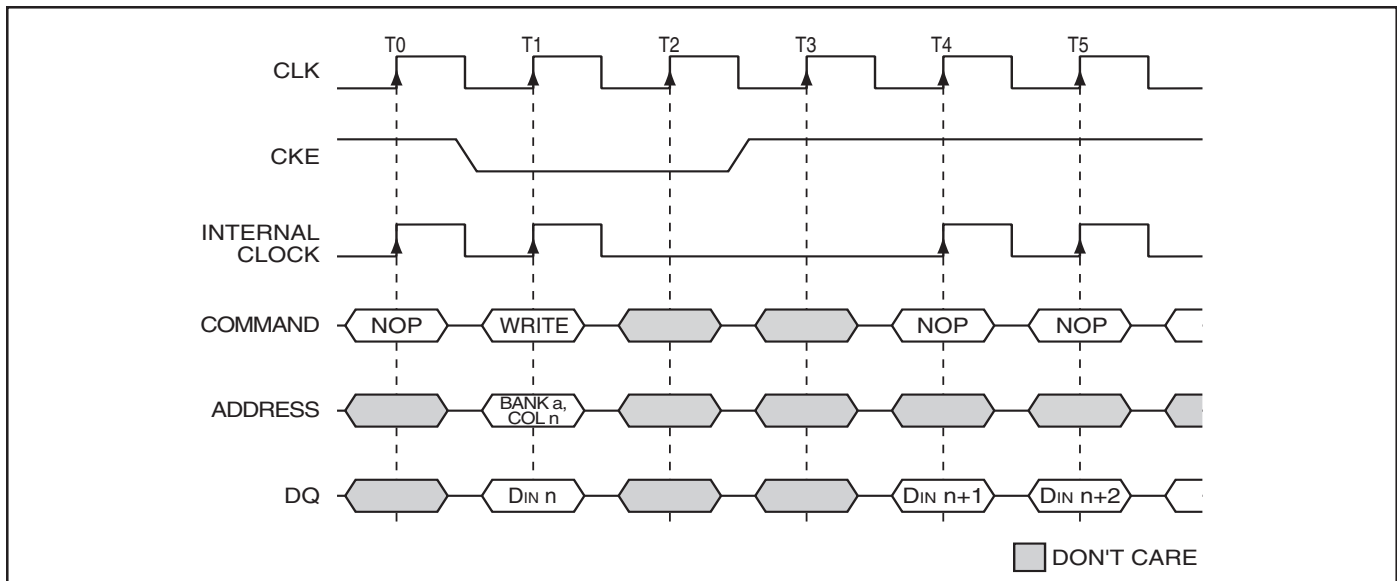 T0 T1 T2 T3 T4 T5
CLK
CKE
INTERNAL
CLOCK
COMMAND NOP WRITE NOP NOP
ADDRESS BANK a,
COL n
DQ DIN n DIN n+1 DIN n+2
DON'T CARE